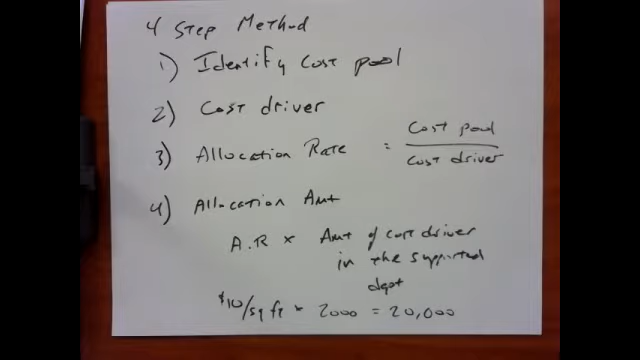 4 Step Method
1) Identify Cost pool
2) Cost driver
3) Allocation Rate = Cost pool / Cost driver
4) Allocation Amt
A.R × Amt of cost driver
in the supported
dept
$10/sq ft × 2000 = 20,000